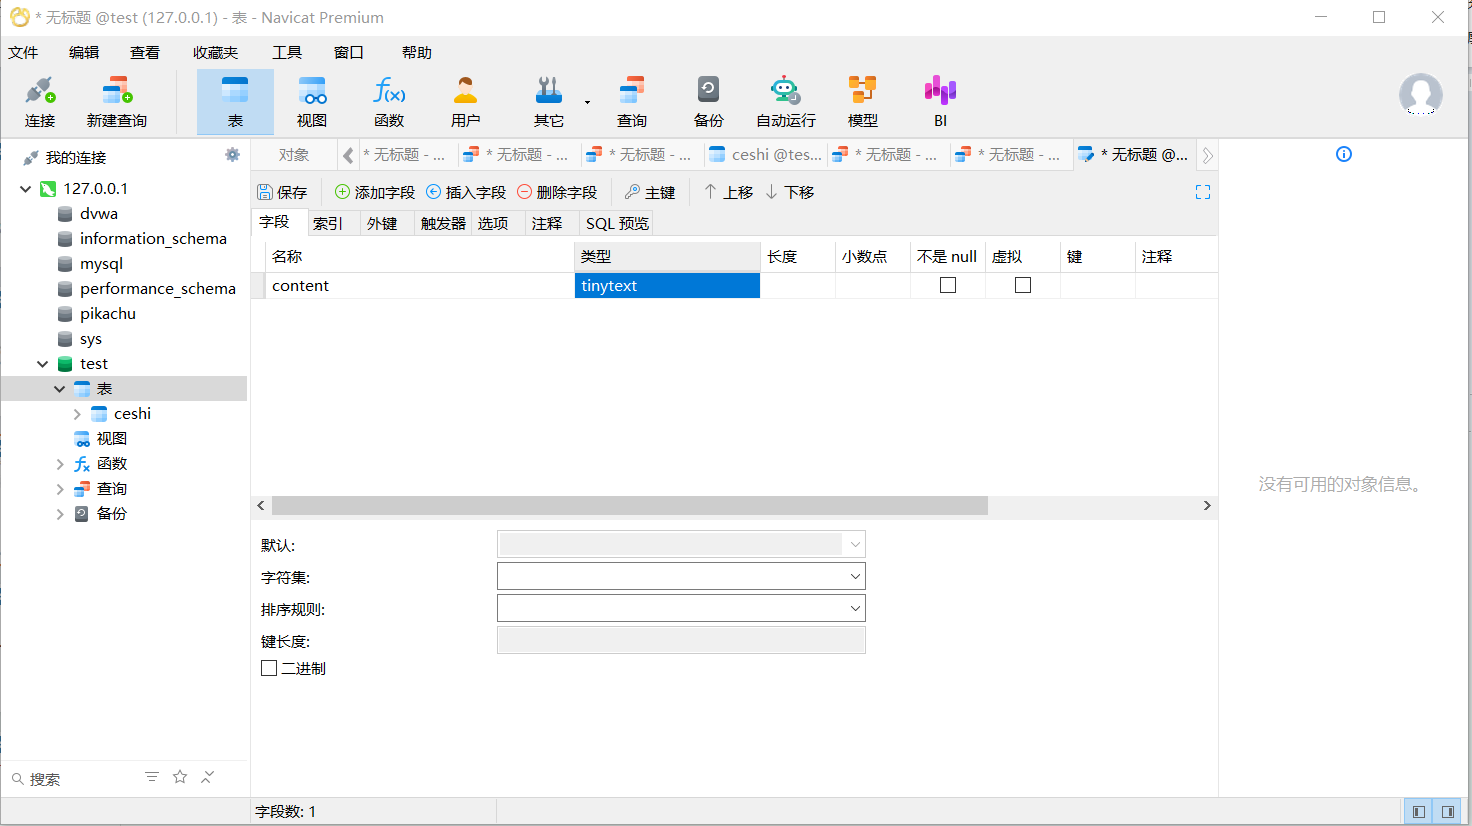 * 无标题 @test (127.0.0.1) - 表 - Navicat Premium
文件 编辑 查看 收藏夹 工具 窗口 帮助
连接 新建查询 表 视图 函数 用户 其它 查询 备份 自动运行 模型 BI
我的连接
127.0.0.1
dvwa
information_schema
mysql
performance_schema
pikachu
sys
test
表
ceshi
视图
函数
查询
备份
搜索
对象 * 无标题 - ... * 无标题 - ... * 无标题 - ... ceshi @tes... * 无标题 - ... * 无标题 - ... * 无标题 @...
保存 添加字段 插入字段 删除字段 主键 上移 下移
字段 索引 外键 触发器 选项 注释 SQL 预览
名称 类型 长度 小数点 不是 null 虚拟 键 注释
content tinytext
默认:
字符集:
排序规则:
键长度:
二进制
没有可用的对象信息。
字段数: 1